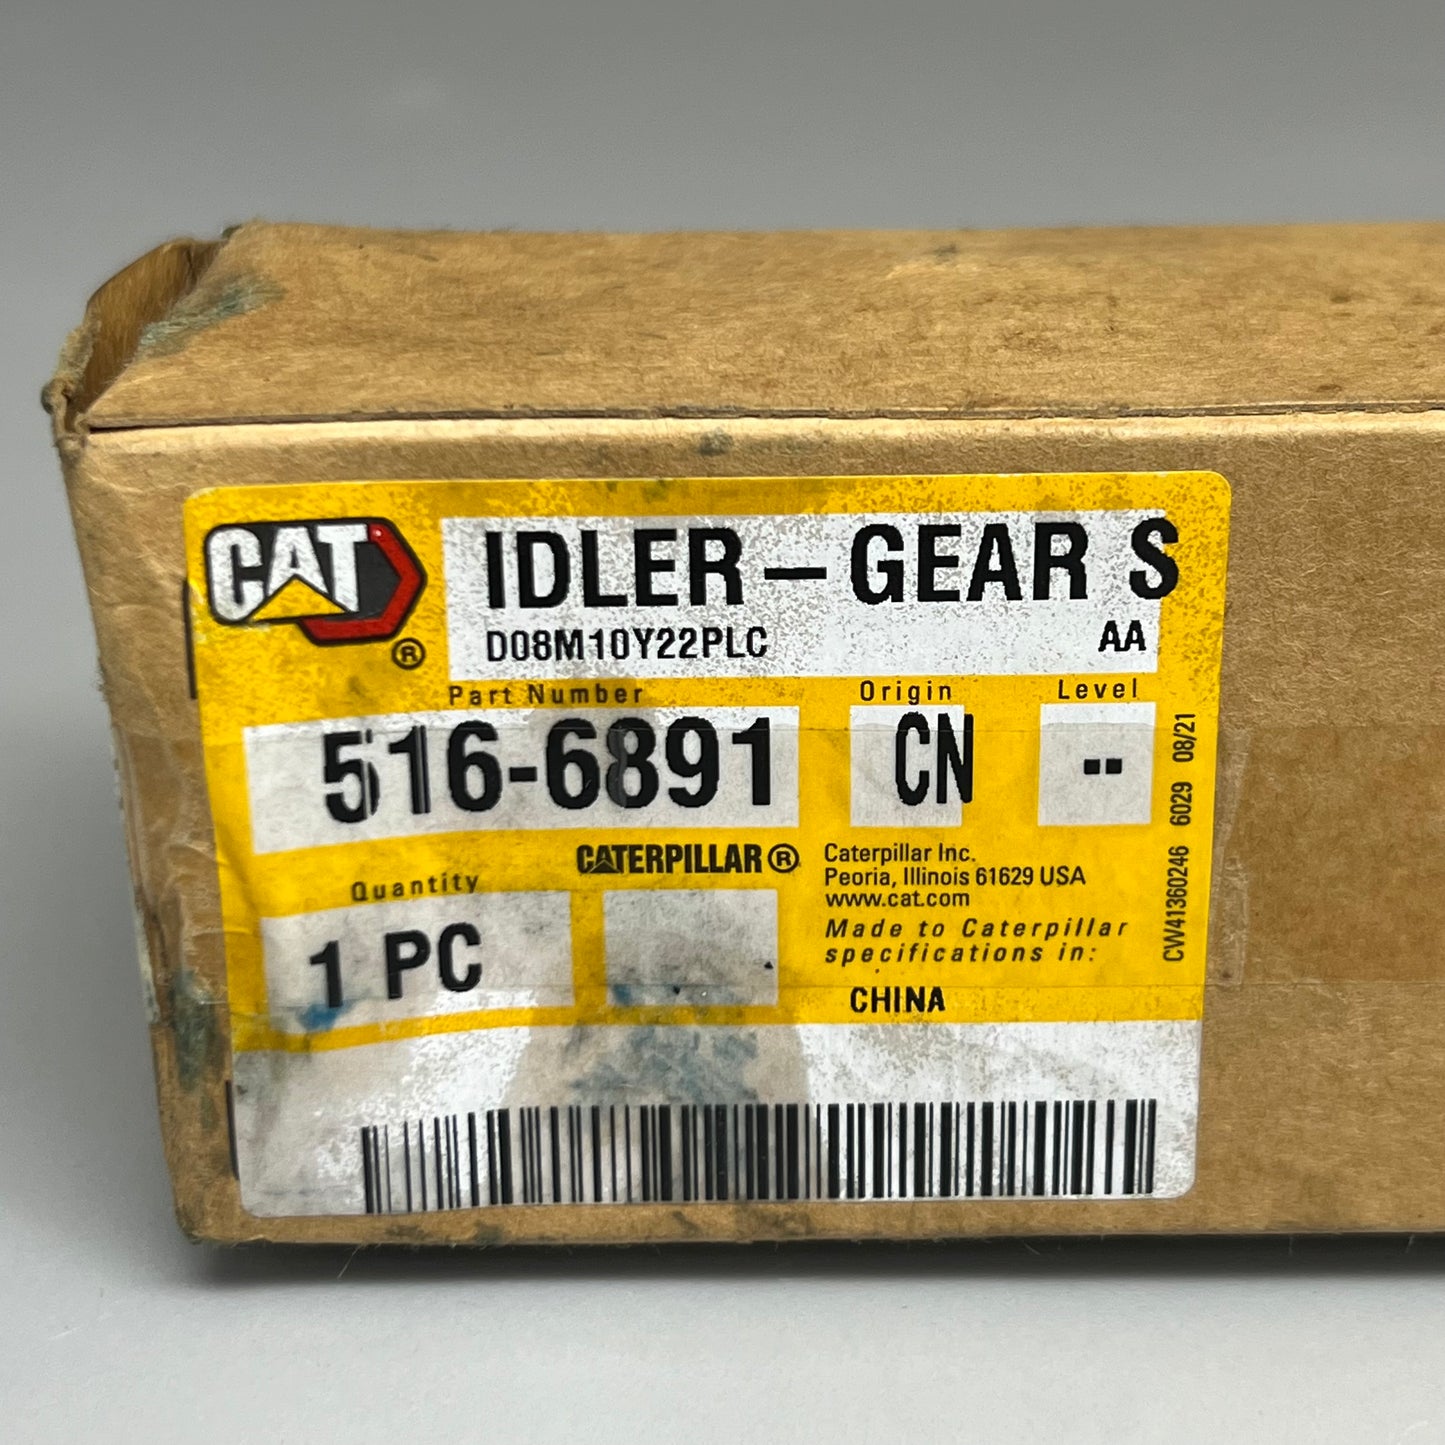 CAT ®
IDLER - GEAR S
D08M10Y22PLC AA
Part Number Origin Level
516-6891 CN --
CATERPILLAR ®
Quantity
1 PC
Caterpillar Inc.
Peoria, Illinois 61629 USA
www.cat.com
Made to Caterpillar
specifications in:
CHINA
CW41360246 6029 08/21